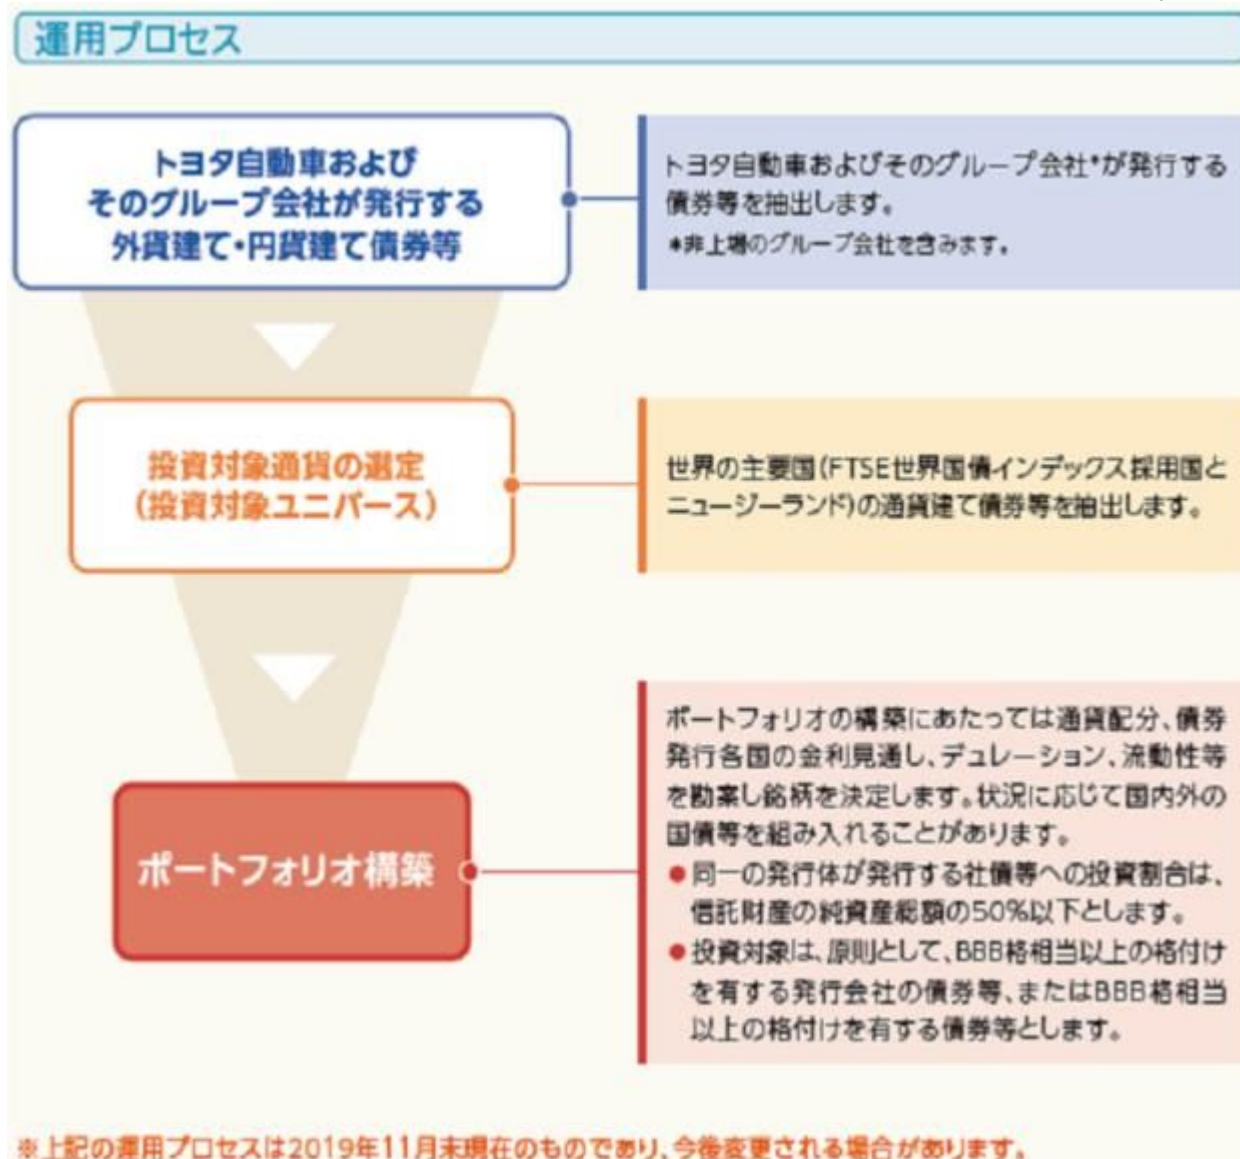 運用プロセス
トヨタ自動車および
そのグループ会社が発行する
外貨建て・円貨建て債券等
トヨタ自動車およびそのグループ会社*が発行する
債券等を抽出します。
*非上場のグループ会社を含みます。
投資対象通貨の選定
(投資対象ユニバース)
世界の主要国(FTSE世界国債インデックス採用国と
ニュージーランド)の通貨建て債券等を抽出します。
ポートフォリオ構築
ポートフォリオの構築にあたっては通貨配分、債券
発行各国の金利見通し、デュレーション、流動性等
を勘案し銘柄を決定します。状況に応じて国内外の
国債等を組み入れることがあります。
●同一の発行体が発行する社債等への投資割合は、
信託財産の純資産総額の50%以下とします。
●投資対象は、原則として、BBB格相当以上の格付け
を有する発行会社の債券等、またはBBB格相当
以上の格付けを有する債券等とします。
※上記の運用プロセスは2019年11月末現在のものであり、今後変更される場合があります。